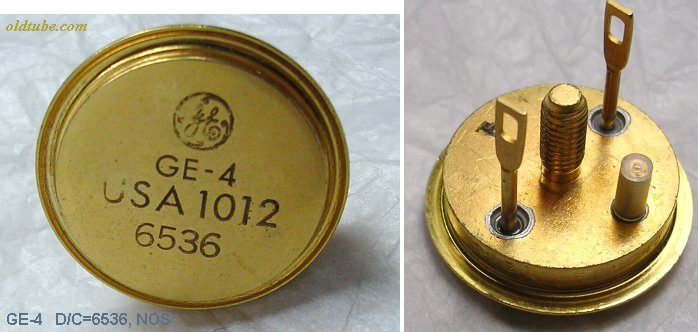 oldtube.com
GE
GE-4
USA 1012
6536
GE-4 D/C=6536, NOS